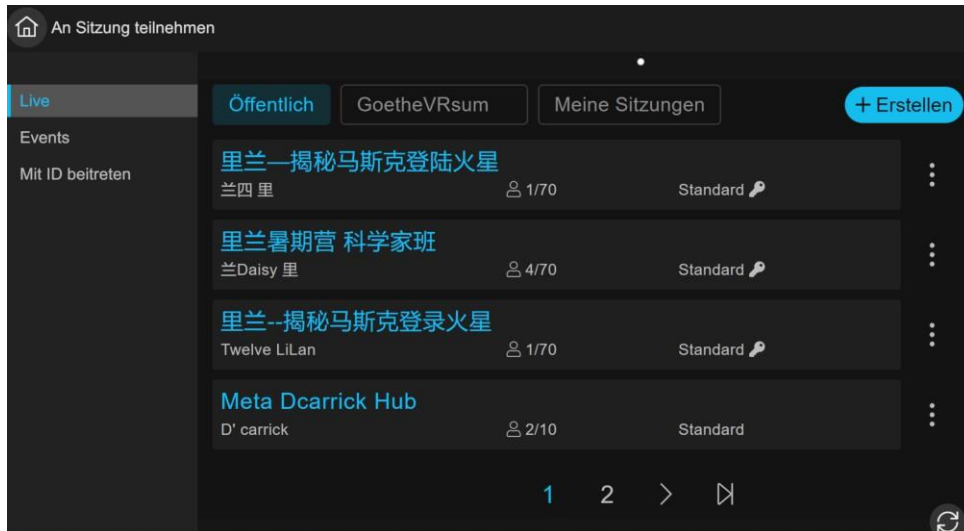 An Sitzung teilnehmen
Live
Events
Mit ID beitreten
Öffentlich GoetheVRsum Meine Sitzungen + Erstellen
里兰—揭秘马斯克登陆火星
兰四 里 1/70 Standard
里兰暑期营 科学家班
兰Daisy 里 4/70 Standard
里兰--揭秘马斯克登录火星
Twelve LiLan 1/70 Standard
Meta Dcarrick Hub
D' carrick 2/10 Standard
1 2